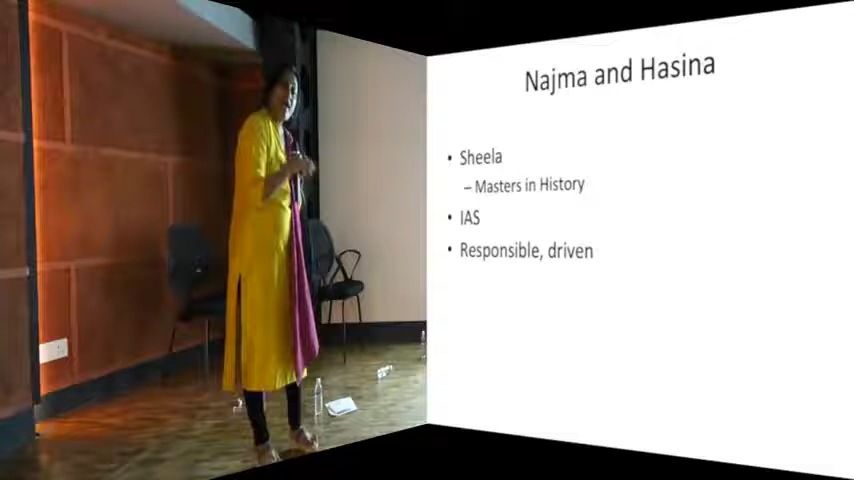 Najma and Hasina
• Sheela
– Masters in History
• IAS
• Responsible, driven